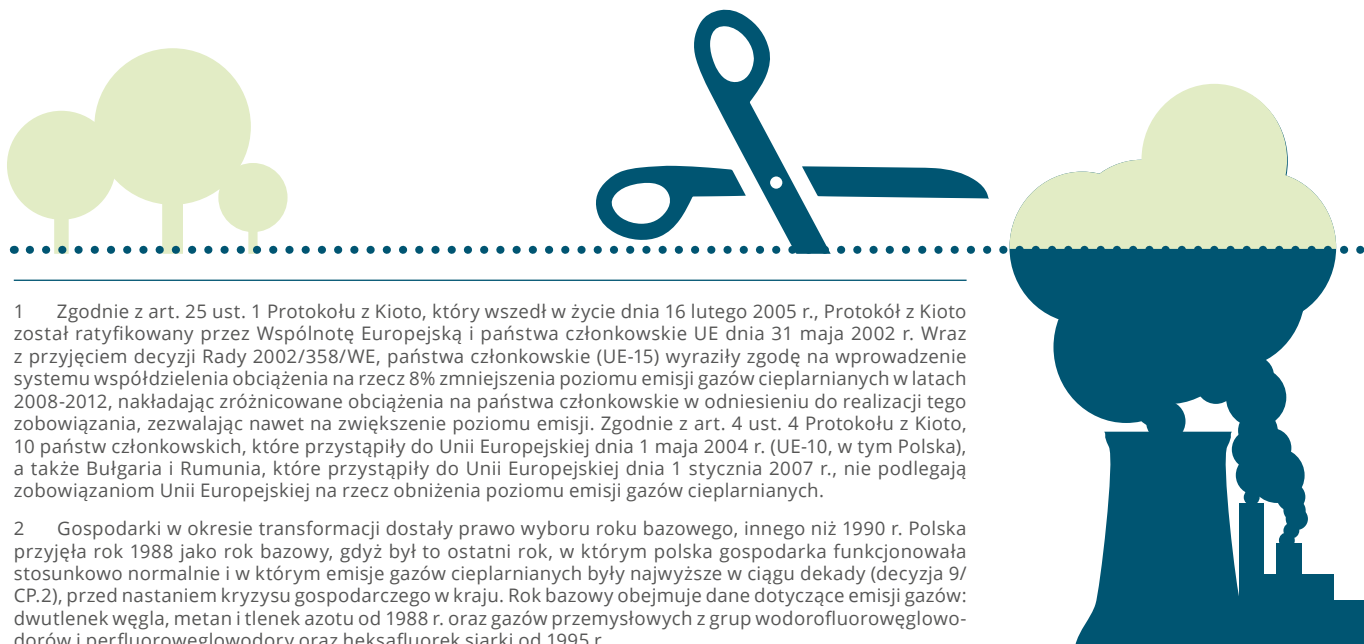 1 Zgodnie z art. 25 ust. 1 Protokołu z Kioto, który wszedł w życie dnia 16 lutego 2005 r., Protokół z Kioto
został ratyfikowany przez Wspólnotę Europejską i państwa członkowskie UE dnia 31 maja 2002 r. Wraz
z przyjęciem decyzji Rady 2002/358/WE, państwa członkowskie (UE-15) wyraziły zgodę na wprowadzenie
systemu współdzielenia obciążenia na rzecz 8% zmniejszenia poziomu emisji gazów cieplarnianych w latach
2008-2012, nakładając zróżnicowane obciążenia na państwa członkowskie w odniesieniu do realizacji tego
zobowiązania, zezwalając nawet na zwiększenie poziomu emisji. Zgodnie z art. 4 ust. 4 Protokołu z Kioto,
10 państw członkowskich, które przystąpiły do Unii Europejskiej dnia 1 maja 2004 r. (UE-10, w tym Polska),
a także Bułgaria i Rumunia, które przystąpiły do Unii Europejskiej dnia 1 stycznia 2007 r., nie podlegają
zobowiązaniom Unii Europejskiej na rzecz obniżenia poziomu emisji gazów cieplarnianych.
2 Gospodarki w okresie transformacji dostały prawo wyboru roku bazowego, innego niż 1990 r. Polska
przyjęła rok 1988 jako rok bazowy, gdyż był to ostatni rok, w którym polska gospodarka funkcjonowała
stosunkowo normalnie i w którym emisje gazów cieplarnianych były najwyższe w ciągu dekady (decyzja 9/
CP.2), przed nastaniem kryzysu gospodarczego w kraju. Rok bazowy obejmuje dane dotyczące emisji gazów:
dwutlenek węgla, metan i tlenek azotu od 1988 r. oraz gazów przemysłowych z grup wodorofluorowęglowo-
dorów i perfluorowęglowodory oraz heksafluorek siarki od 1995 r.